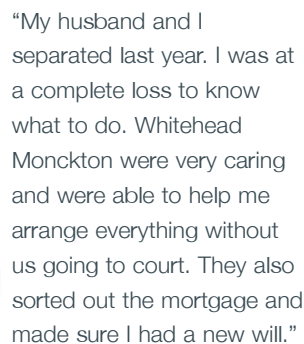 “My husband and I
separated last year. I was at
a complete loss to know
what to do. Whitehead
Monckton were very caring
and were able to help me
arrange everything without
us going to court. They also
sorted out the mortgage and
made sure I had a new will.”